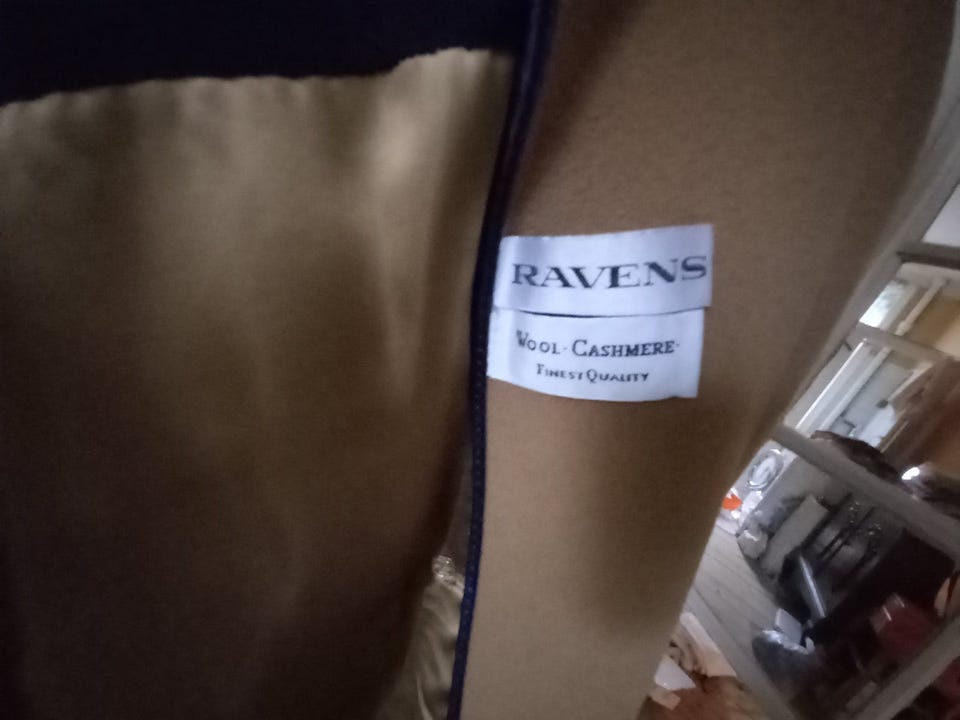 RAVENS
WOOL · CASHMERE ·
FINEST QUALITY